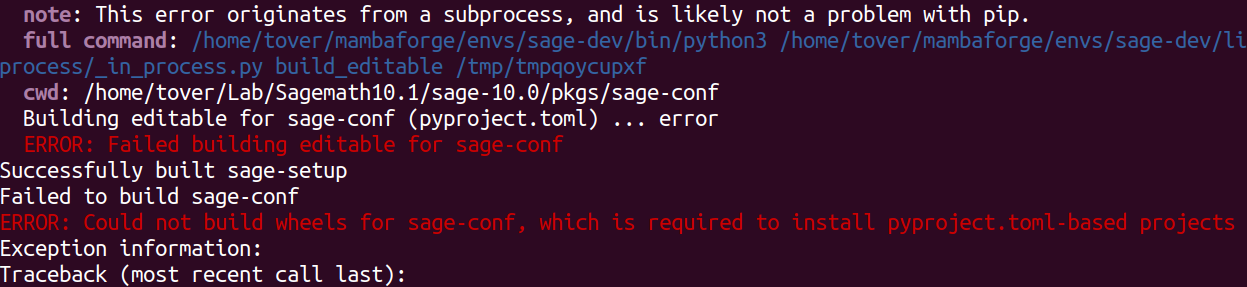 note: This error originates from a subprocess, and is likely not a problem with pip.
full command: /home/tover/mambaforge/envs/sage-dev/bin/python3 /home/tover/mambaforge/envs/sage-dev/li
process/_in_process.py build_editable /tmp/tmpqoycupxf
cwd: /home/tover/Lab/Sagemath10.1/sage-10.0/pkgs/sage-conf
Building editable for sage-conf (pyproject.toml) ... error
ERROR: Failed building editable for sage-conf
Successfully built sage-setup
Failed to build sage-conf
ERROR: Could not build wheels for sage-conf, which is required to install pyproject.toml-based projects
Exception information:
Traceback (most recent call last):